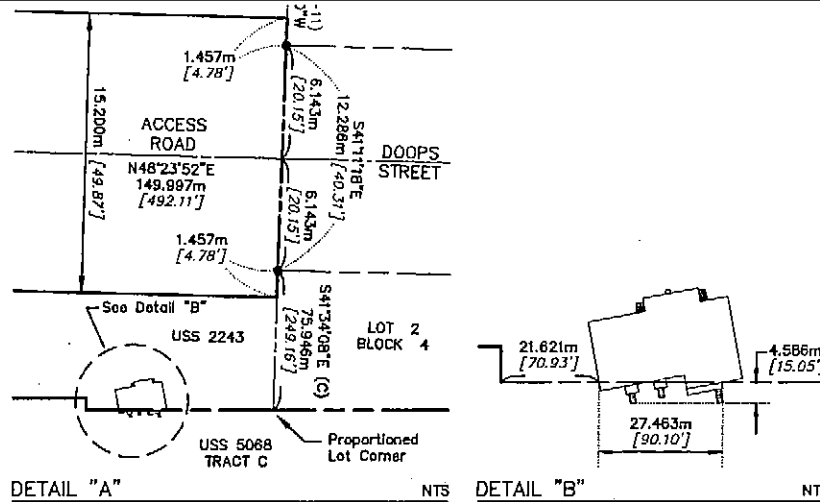 -11)
"W
1.457m
[4.78']
6.143m
[20.15']
12.286m
[40.31']
S41°11'18"E
15.200m
[49.87']
ACCESS
ROAD
N48°23'52"E
149.997m
[492.11']
DOOPS
STREET
6.143m
[20.15']
1.457m
[4.78']
See Detail "B"
USS 2243
S41°34'08"E (C)
75.946m
[249.16']
LOT 2
BLOCK 4
USS 5068
TRACT C
Proportioned
Lot Corner
DETAIL "A"
NTS
21.621m
[70.93']
4.586m
[15.05']
27.463m
[90.10']
DETAIL "B"
NT